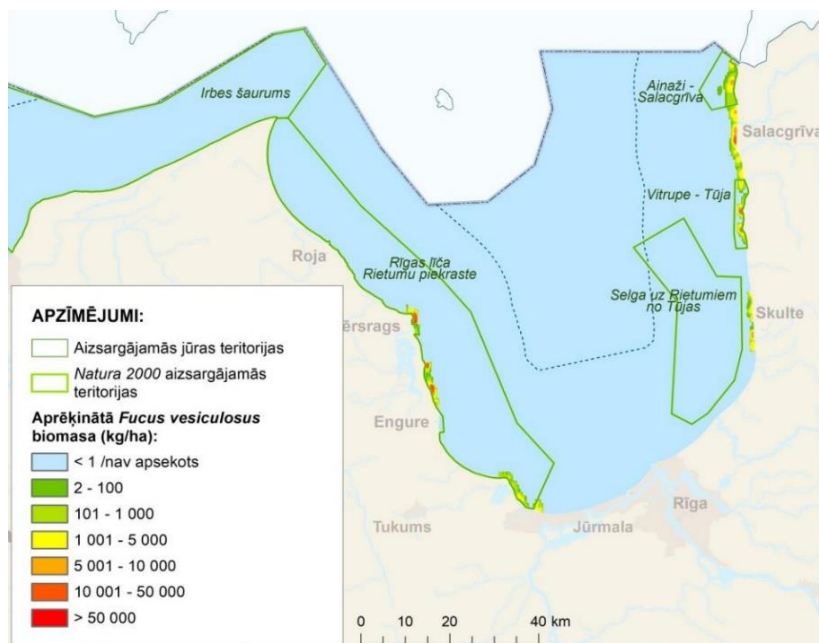 Irbes šaurums
Ainaži -
Salacgrīva
Salacgrīva
Vitrupe - Tūja
Roja
Rīgas līča
Rietumu piekraste
Selga uz Rietumiem
no Tūjas
Skulte
ērsrags
Engure
Rīga
Tukums
Jūrmala
APZĪMĒJUMI:
Aizsargājamās jūras teritorijas
Natura 2000 aizsargājamās
teritorijas
Aprēķinātā Fucus vesiculosus
biomasa (kg/ha):
< 1 /nav apsekots
2 - 100
101 - 1 000
1 001 - 5 000
5 001 - 10 000
10 001 - 50 000
> 50 000
0 10 20 40 km